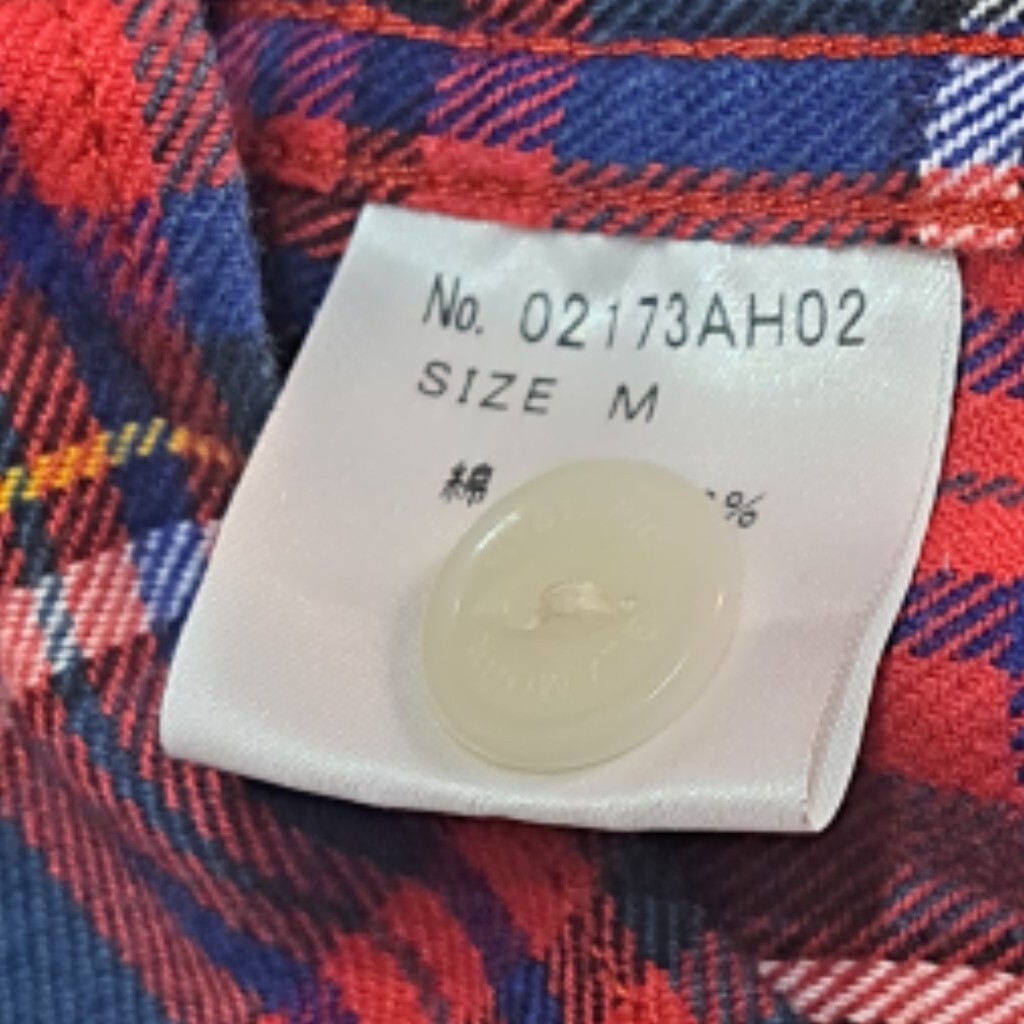 No. 02173AH02
SIZE M
綿 %